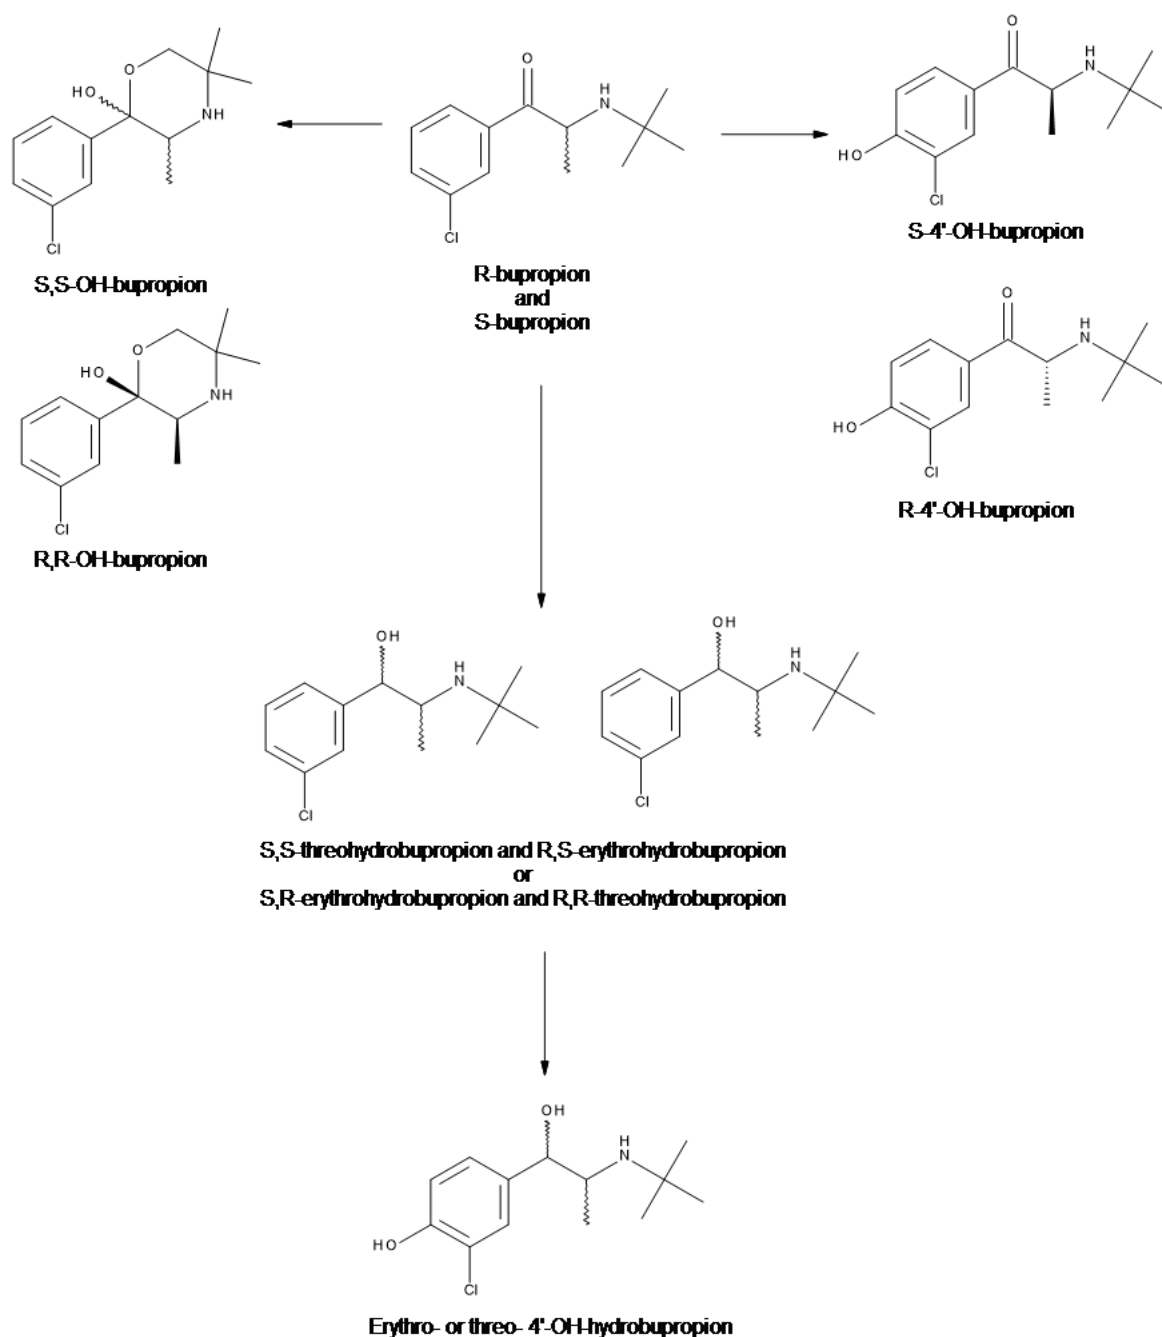 O
HO
NH
Cl
S,S-OH-bupropion
O
H
N
Cl
R-bupropion
and
S-bupropion
O
H
N
HO
Cl
S-4'-OH-bupropion
O
HO
NH
Cl
R,R-OH-bupropion
O
H
N
HO
Cl
R-4'-OH-bupropion
OH
H
N
Cl
OH
H
N
Cl
S,S-threohydrobupropion and R,S-erythrohydrobupropion
or
S,R-erythrohydrobupropion and R,R-threohydrobupropion
OH
H
N
HO
Cl
Erythro- or threo- 4'-OH-hydrobupropion